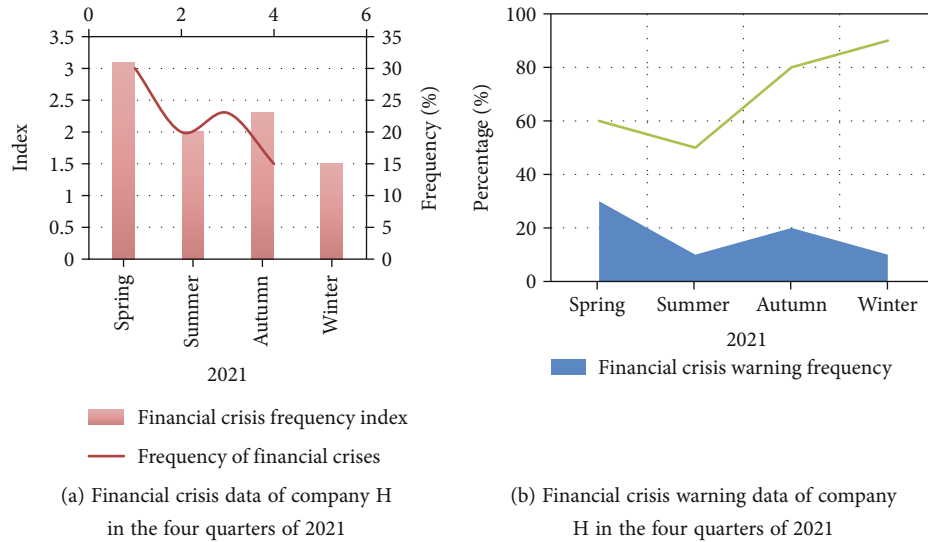 0 2 4 6
3.5
3
2.5
2
1.5
1
0.5
0
Index
35
30
25
20
15
10
5
0
Frequency (%)
Spring
Summer
Autumn
Winter
2021
Financial crisis frequency index
Frequency of financial crises
(a) Financial crisis data of company H
in the four quarters of 2021
100
80
60
40
20
0
Percentage (%)
Spring Summer Autumn Winter
2021
Financial crisis warning frequency
(b) Financial crisis warning data of company
H in the four quarters of 2021